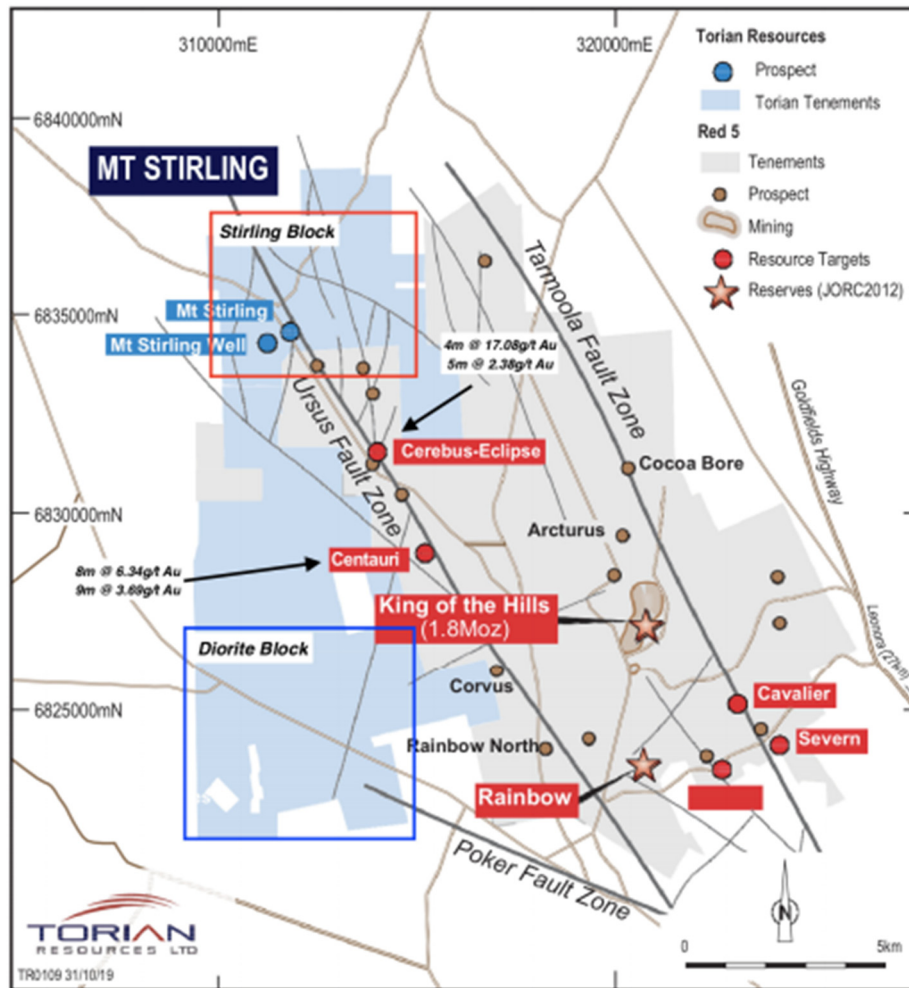 310000mE
320000mE
6840000mN
6835000mN
6830000mN
6825000mN
MT STIRLING
Stirling Block
Mt Stirling
Mt Stirling Well
Ursus Fault Zone
4m @ 17.08g/t Au
5m @ 2.38g/t Au
Cerebus-Eclipse
Tarmoola Fault Zone
Cocoa Bore
Arcturus
Centauri
8m @ 6.34g/t Au
9m @ 3.69g/t Au
King of the Hills
(1.8Moz)
Diorite Block
Corvus
Rainbow North
Rainbow
Cavalier
Severn
Poker Fault Zone
Goldfields Highway
Leonora (27km)
Torian Resources
Prospect
Torian Tenements
Red 5
Tenements
Prospect
Mining
Resource Targets
Reserves (JORC2012)
N
0 5km
TORIAN
RESOURCES LTD
TR0109 31/10/19